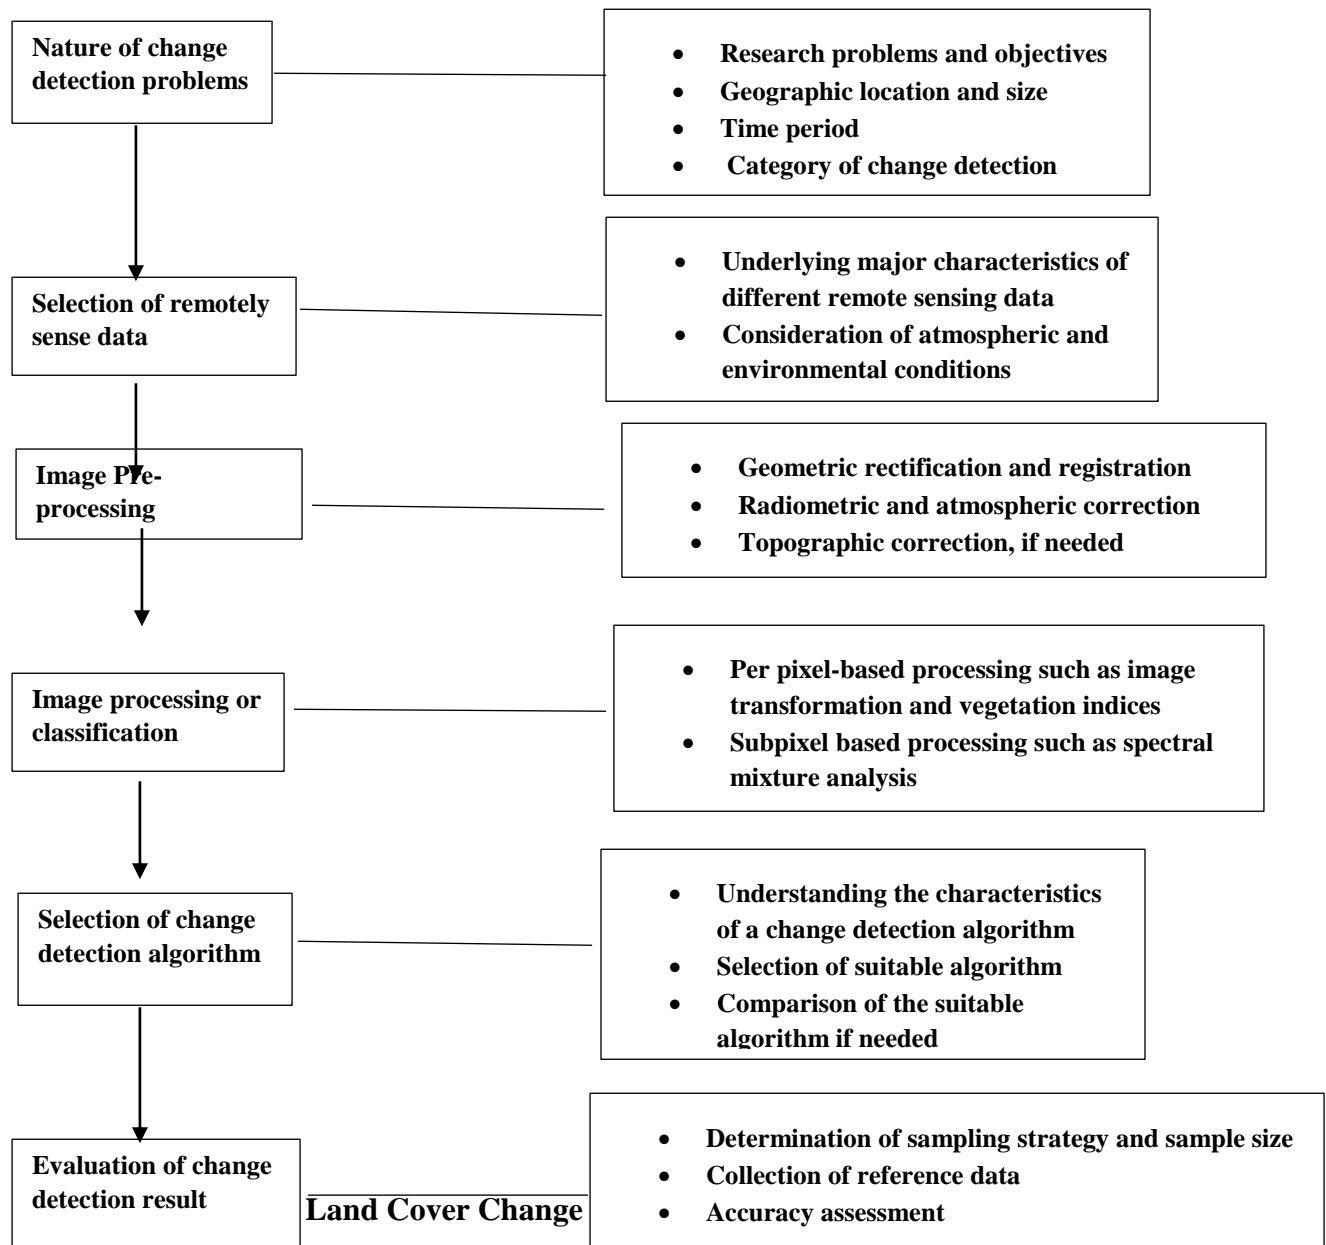 Nature of change
detection problems
• Research problems and objectives
• Geographic location and size
• Time period
• Category of change detection
Selection of remotely
sense data
• Underlying major characteristics of
different remote sensing data
• Consideration of atmospheric and
environmental conditions
Image Pre-
processing
• Geometric rectification and registration
• Radiometric and atmospheric correction
• Topographic correction, if needed
Image processing or
classification
• Per pixel-based processing such as image
transformation and vegetation indices
• Subpixel based processing such as spectral
mixture analysis
Selection of change
detection algorithm
• Understanding the characteristics
of a change detection algorithm
• Selection of suitable algorithm
• Comparison of the suitable
algorithm if needed
Evaluation of change
detection result
Land Cover Change
• Determination of sampling strategy and sample size
• Collection of reference data
• Accuracy assessment